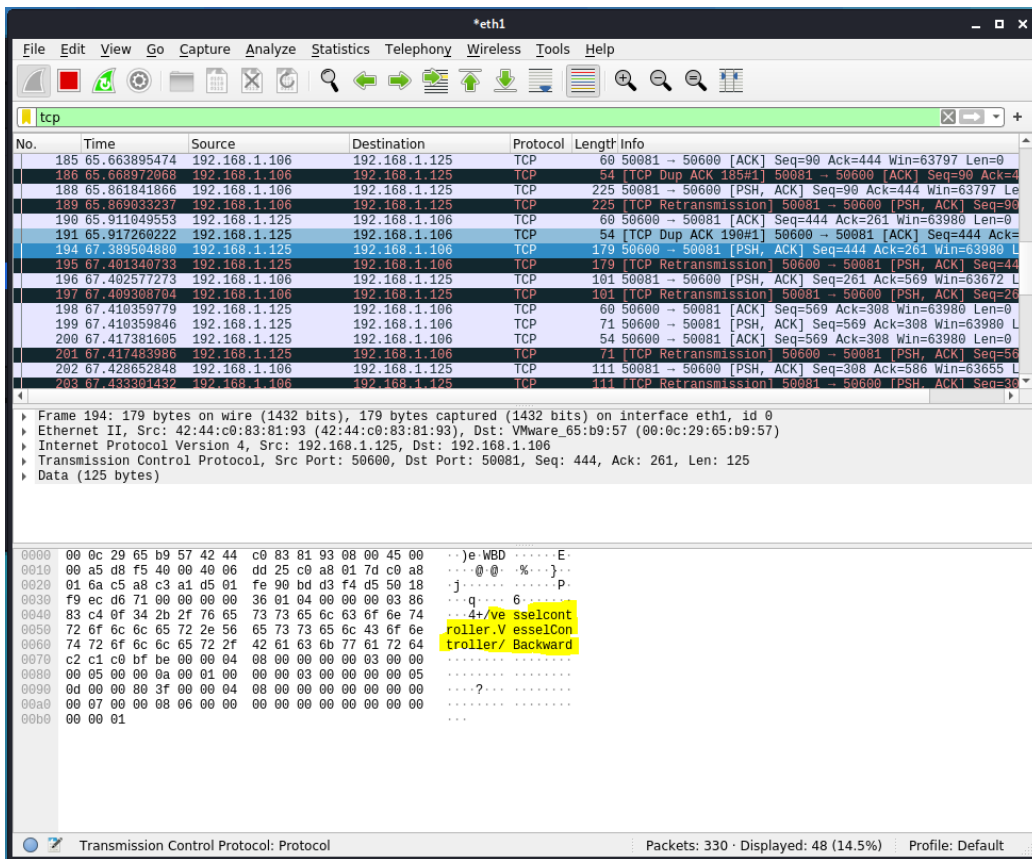 *eth1
File Edit View Go Capture Analyze Statistics Telephony Wireless Tools Help
tcp
No. Time Source Destination Protocol Length Info
185 65.663895474 192.168.1.106 192.168.1.125 TCP 60 50081 → 50600 [ACK] Seq=90 Ack=444 Win=63797 Len=0
186 65.668972068 192.168.1.106 192.168.1.125 TCP 54 [TCP Dup ACK 185#1] 50081 → 50600 [ACK] Seq=90 Ack=4
188 65.861841866 192.168.1.106 192.168.1.125 TCP 225 50081 → 50600 [PSH, ACK] Seq=90 Ack=444 Win=63797 Le
189 65.869033237 192.168.1.106 192.168.1.125 TCP 225 [TCP Retransmission] 50081 → 50600 [PSH, ACK] Seq=90
190 65.911049553 192.168.1.125 192.168.1.106 TCP 60 50600 → 50081 [ACK] Seq=444 Ack=261 Win=63980 Len=0
191 65.917260222 192.168.1.125 192.168.1.106 TCP 54 [TCP Dup ACK 190#1] 50600 → 50081 [ACK] Seq=444 Ack=
194 67.389504880 192.168.1.125 192.168.1.106 TCP 179 50600 → 50081 [PSH, ACK] Seq=444 Ack=261 Win=63980 L
195 67.401340733 192.168.1.125 192.168.1.106 TCP 179 [TCP Retransmission] 50600 → 50081 [PSH, ACK] Seq=44
196 67.402577273 192.168.1.106 192.168.1.125 TCP 101 50081 → 50600 [PSH, ACK] Seq=261 Ack=569 Win=63672 L
197 67.409308704 192.168.1.106 192.168.1.125 TCP 101 [TCP Retransmission] 50081 → 50600 [PSH, ACK] Seq=26
198 67.410359779 192.168.1.125 192.168.1.106 TCP 60 50600 → 50081 [ACK] Seq=569 Ack=308 Win=63980 Len=0
199 67.410359846 192.168.1.125 192.168.1.106 TCP 71 50600 → 50081 [PSH, ACK] Seq=569 Ack=308 Win=63980 L
200 67.417381605 192.168.1.125 192.168.1.106 TCP 54 50600 → 50081 [ACK] Seq=569 Ack=308 Win=63980 Len=0
201 67.417483986 192.168.1.125 192.168.1.106 TCP 71 [TCP Retransmission] 50600 → 50081 [PSH, ACK] Seq=56
202 67.428652848 192.168.1.106 192.168.1.125 TCP 111 50081 → 50600 [PSH, ACK] Seq=308 Ack=586 Win=63655 L
203 67.433301432 192.168.1.106 192.168.1.125 TCP 111 [TCP Retransmission] 50081 → 50600 [PSH, ACK] Seq=30
Frame 194: 179 bytes on wire (1432 bits), 179 bytes captured (1432 bits) on interface eth1, id 0
Ethernet II, Src: 42:44:c0:83:81:93 (42:44:c0:83:81:93), Dst: VMware_65:b9:57 (00:0c:29:65:b9:57)
Internet Protocol Version 4, Src: 192.168.1.125, Dst: 192.168.1.106
Transmission Control Protocol, Src Port: 50600, Dst Port: 50081, Seq: 444, Ack: 261, Len: 125
Data (125 bytes)
0000 00 0c 29 65 b9 57 42 44 c0 83 81 93 08 00 45 00 ··)e·WBD ······E·
0010 00 a5 d8 f5 40 00 40 06 dd 25 c0 a8 01 7d c0 a8 ····@·@· ·%···}··
0020 01 6a c5 a8 c3 a1 d5 01 fe 90 bd d3 f4 d5 50 18 ·j······ ······P·
0030 f9 ec d6 71 00 00 00 00 36 01 04 00 00 00 03 86 ···q···· 6·······
0040 83 c4 0f 34 2b 2f 76 65 73 73 65 6c 63 6f 6e 74 ···4+/ve sselcont
0050 72 6f 6c 6c 65 72 2e 56 65 73 73 65 6c 43 6f 6e roller.V esselCon
0060 74 72 6f 6c 6c 65 72 2f 42 61 63 6b 77 61 72 64 troller/ Backward
0070 c2 c1 c0 bf be 00 00 04 08 00 00 00 00 03 00 00 ········ ········
0080 00 05 00 00 0a 00 01 00 00 00 03 00 00 00 00 05 ········ ········
0090 0d 00 00 80 3f 00 00 04 08 00 00 00 00 00 00 00 ····?··· ········
00a0 00 07 00 00 08 06 00 00 00 00 00 00 00 00 00 00 ········ ········
00b0 00 00 01 ···
Transmission Control Protocol: Protocol Packets: 330 · Displayed: 48 (14.5%) Profile: Default